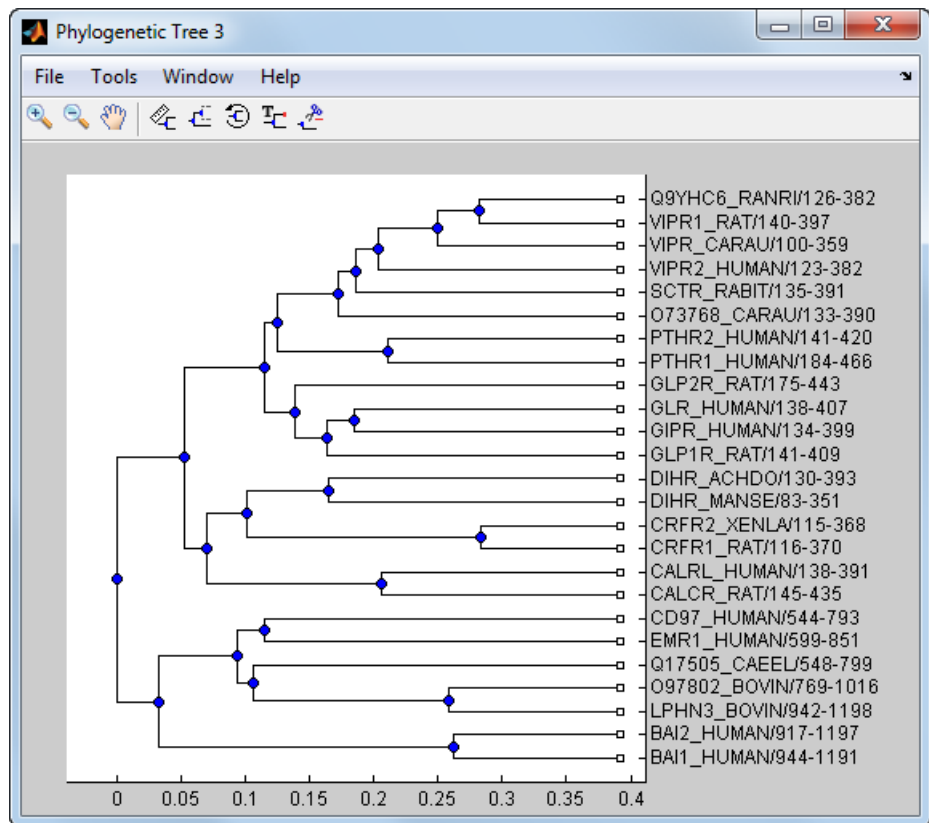 Phylogenetic Tree 3
File Tools Window Help
Q9YHC6_RANRI/126-382
VIPR1_RAT/140-397
VIPR_CARAU/100-359
VIPR2_HUMAN/123-382
SCTR_RABIT/135-391
O73768_CARAU/133-390
PTHR2_HUMAN/141-420
PTHR1_HUMAN/184-466
GLP2R_RAT/175-443
GLR_HUMAN/138-407
GIPR_HUMAN/134-399
GLP1R_RAT/141-409
DIHR_ACHDO/130-393
DIHR_MANSE/83-351
CRFR2_XENLA/115-368
CRFR1_RAT/116-370
CALRL_HUMAN/138-391
CALCR_RAT/145-435
CD97_HUMAN/544-793
EMR1_HUMAN/599-851
Q17505_CAEEL/548-799
O97802_BOVIN/769-1016
LPHN3_BOVIN/942-1198
BAI2_HUMAN/917-1197
BAI1_HUMAN/944-1191
0 0.05 0.1 0.15 0.2 0.25 0.3 0.35 0.4